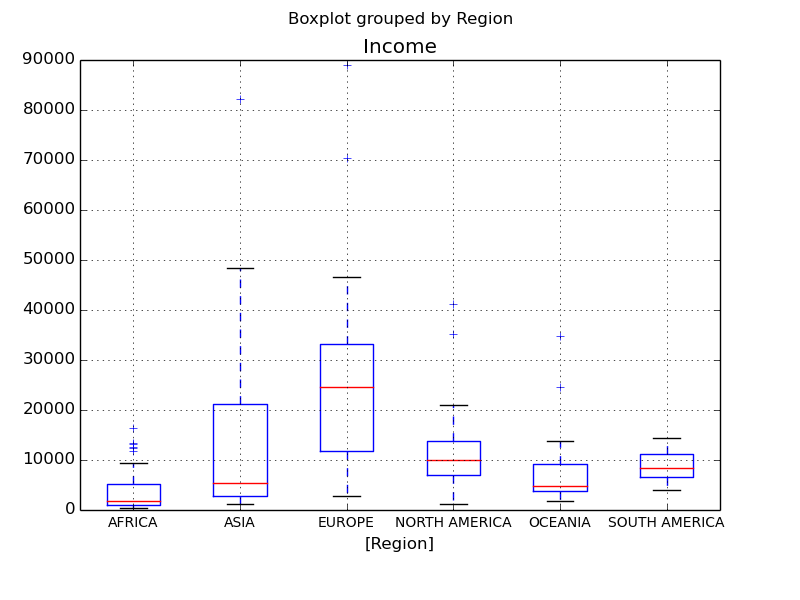 Boxplot grouped by Region
Income
90000
80000
70000
60000
50000
40000
30000
20000
10000
0
AFRICA ASIA EUROPE NORTH AMERICA OCEANIA SOUTH AMERICA
[Region]